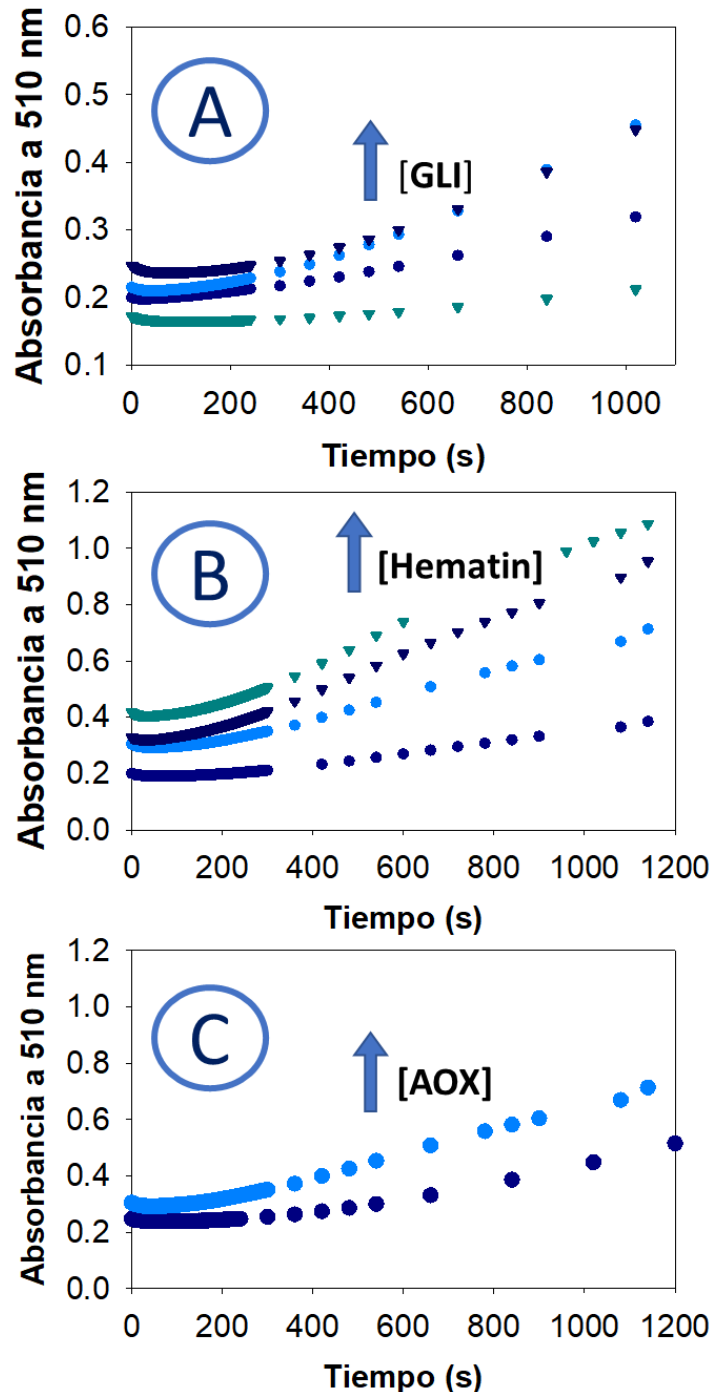 Absorbancia a 510 nm
0.6
0.5
0.4
0.3
0.2
0.1
A
[GLI]
0 200 400 600 800 1000
Tiempo (s)
Absorbancia a 510 nm
1.2
1.0
0.8
0.6
0.4
0.2
0.0
B
[Hematin]
0 200 400 600 800 1000 1200
Tiempo (s)
Absorbancia a 510 nm
1.2
1.0
0.8
0.6
0.4
0.2
0.0
C
[AOX]
0 200 400 600 800 1000 1200
Tiempo (s)